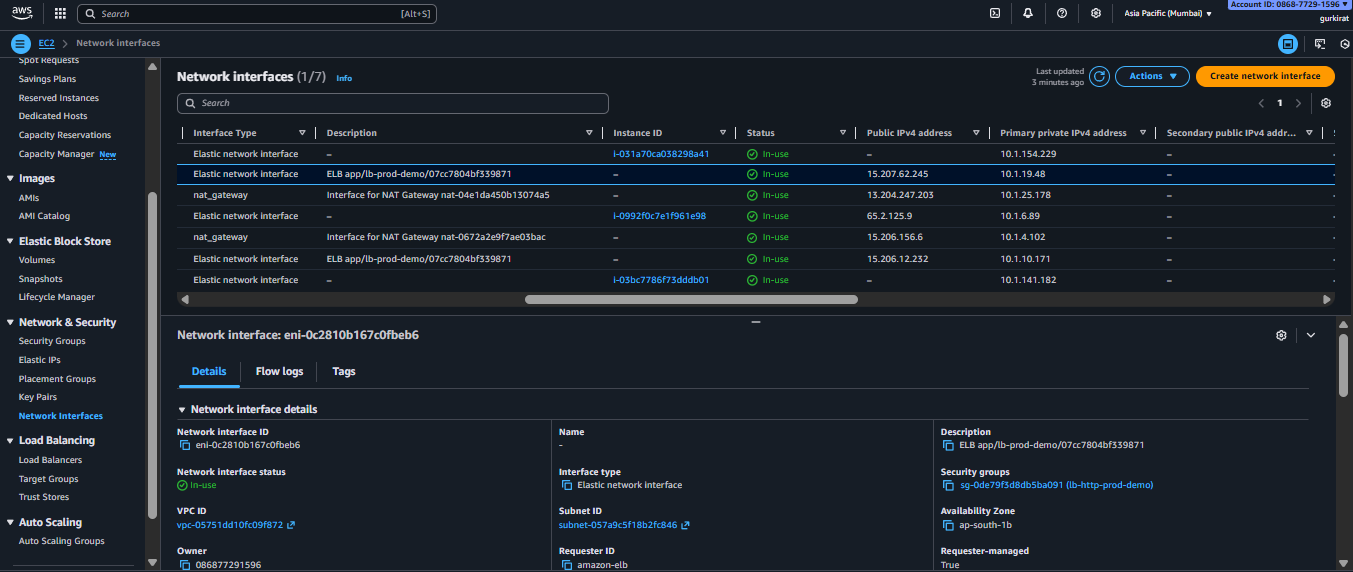 aws Search [Alt+S] Asia Pacific (Mumbai) Account ID: 0868-7729-1596
gurkirat
EC2 Network interfaces
Spot Requests
Savings Plans
Reserved Instances
Dedicated Hosts
Capacity Reservations
Capacity Manager New
Images
AMIs
AMI Catalog
Elastic Block Store
Volumes
Snapshots
Lifecycle Manager
Network & Security
Security Groups
Elastic IPs
Placement Groups
Key Pairs
Network Interfaces
Load Balancing
Load Balancers
Target Groups
Trust Stores
Auto Scaling
Auto Scaling Groups
Network interfaces (1/7) Info
Last updated
3 minutes ago
Actions
Create network interface
Search
1
Interface Type Description Instance ID Status Public IPv4 address Primary private IPv4 address Secondary public IPv4 addr... S
Elastic network interface – i-031a70ca038298a41 In-use – 10.1.154.229 –
Elastic network interface ELB app/lb-prod-demo/07cc7804bf339871 – In-use 15.207.62.245 10.1.19.48 –
nat_gateway Interface for NAT Gateway nat-04e1da450b13074a5 – In-use 13.204.247.203 10.1.25.178 –
Elastic network interface – i-0992f0c7e1f961e98 In-use 65.2.125.9 10.1.6.89 –
nat_gateway Interface for NAT Gateway nat-0672a2e9f7ae03bac – In-use 15.206.156.6 10.1.4.102 –
Elastic network interface ELB app/lb-prod-demo/07cc7804bf339871 – In-use 15.206.12.232 10.1.10.171 –
Elastic network interface – i-03bc7786f73dddb01 In-use – 10.1.141.182 –
Network interface: eni-0c2810b167c0fbeb6
Details Flow logs Tags
Network interface details
Network interface ID
eni-0c2810b167c0fbeb6
Name
–
Description
ELB app/lb-prod-demo/07cc7804bf339871
Network interface status
In-use
Interface type
Elastic network interface
Security groups
sg-0de79f3d8db5ba091 (lb-http-prod-demo)
VPC ID
vpc-05751dd10fc09f872
Subnet ID
subnet-057a9c5f18b2fc846
Availability Zone
ap-south-1b
Owner
086877291596
Requester ID
amazon-elb
Requester-managed
True